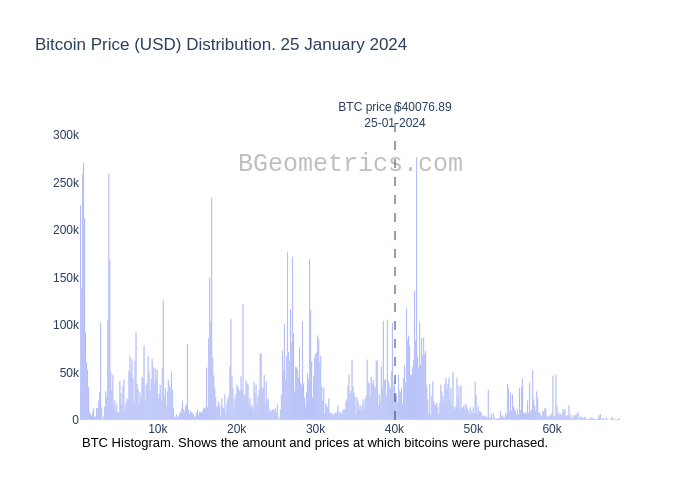 Bitcoin Price (USD) Distribution. 25 January 2024
BTC price $40076.89
25-01-2024
BGeometrics.com
300k
250k
200k
150k
100k
50k
0
10k 20k 30k 40k 50k 60k
BTC Histogram. Shows the amount and prices at which bitcoins were purchased.